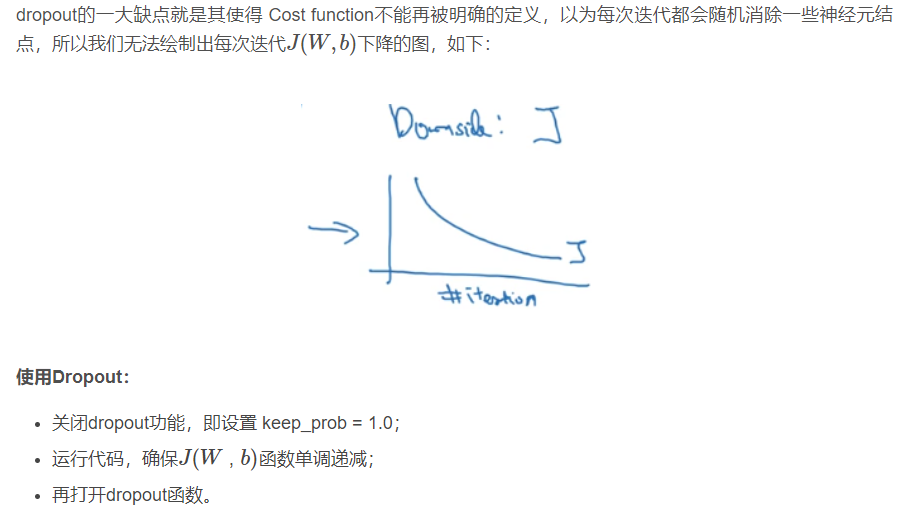 dropout的一大缺点就是其使得 Cost function不能再被明确的定义，以为每次迭代都会随机消除一些神经元结
点，所以我们无法绘制出每次迭代J(W,b)下降的图，如下：
Downside: J
J
#itertion
使用Dropout：
• 关闭dropout功能，即设置 keep_prob = 1.0；
• 运行代码，确保J(W , b)函数单调递减；
• 再打开dropout函数。